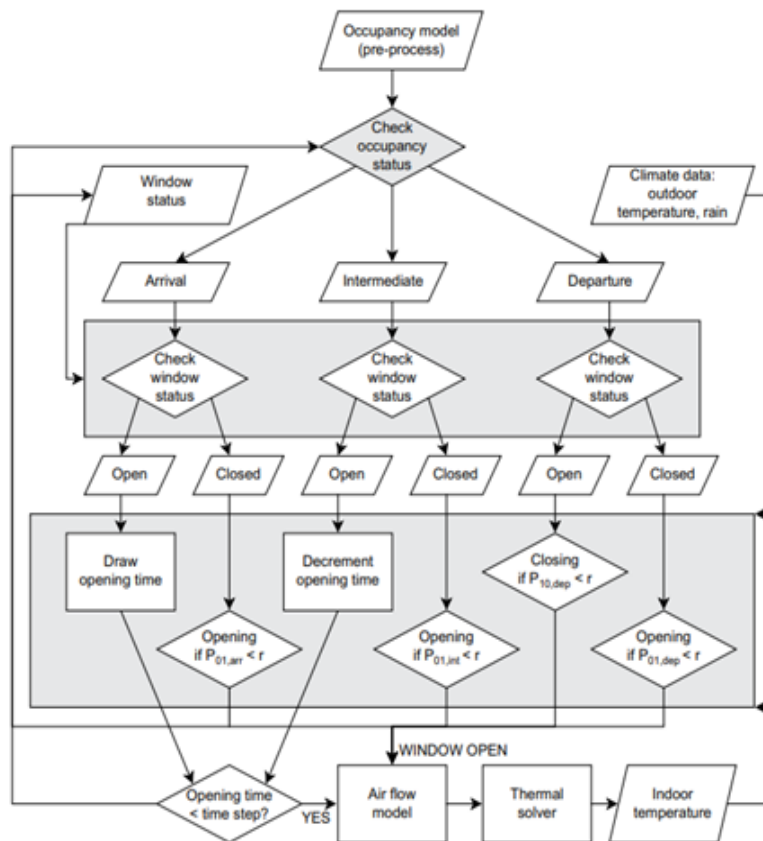 Occupancy model
(pre-process)
Check
occupancy
status
Window
status
Climate data:
outdoor
temperature, rain
Arrival
Intermediate
Departure
Check
window
status
Check
window
status
Check
window
status
Open
Closed
Open
Closed
Open
Closed
Draw
opening time
Decrement
opening time
Closing
if P10,dep < r
Opening
if P01,arr < r
Opening
if P01,int < r
Opening
if P01,dep < r
WINDOW OPEN
Opening time
< time step?
YES
Air flow
model
Thermal
solver
Indoor
temperature